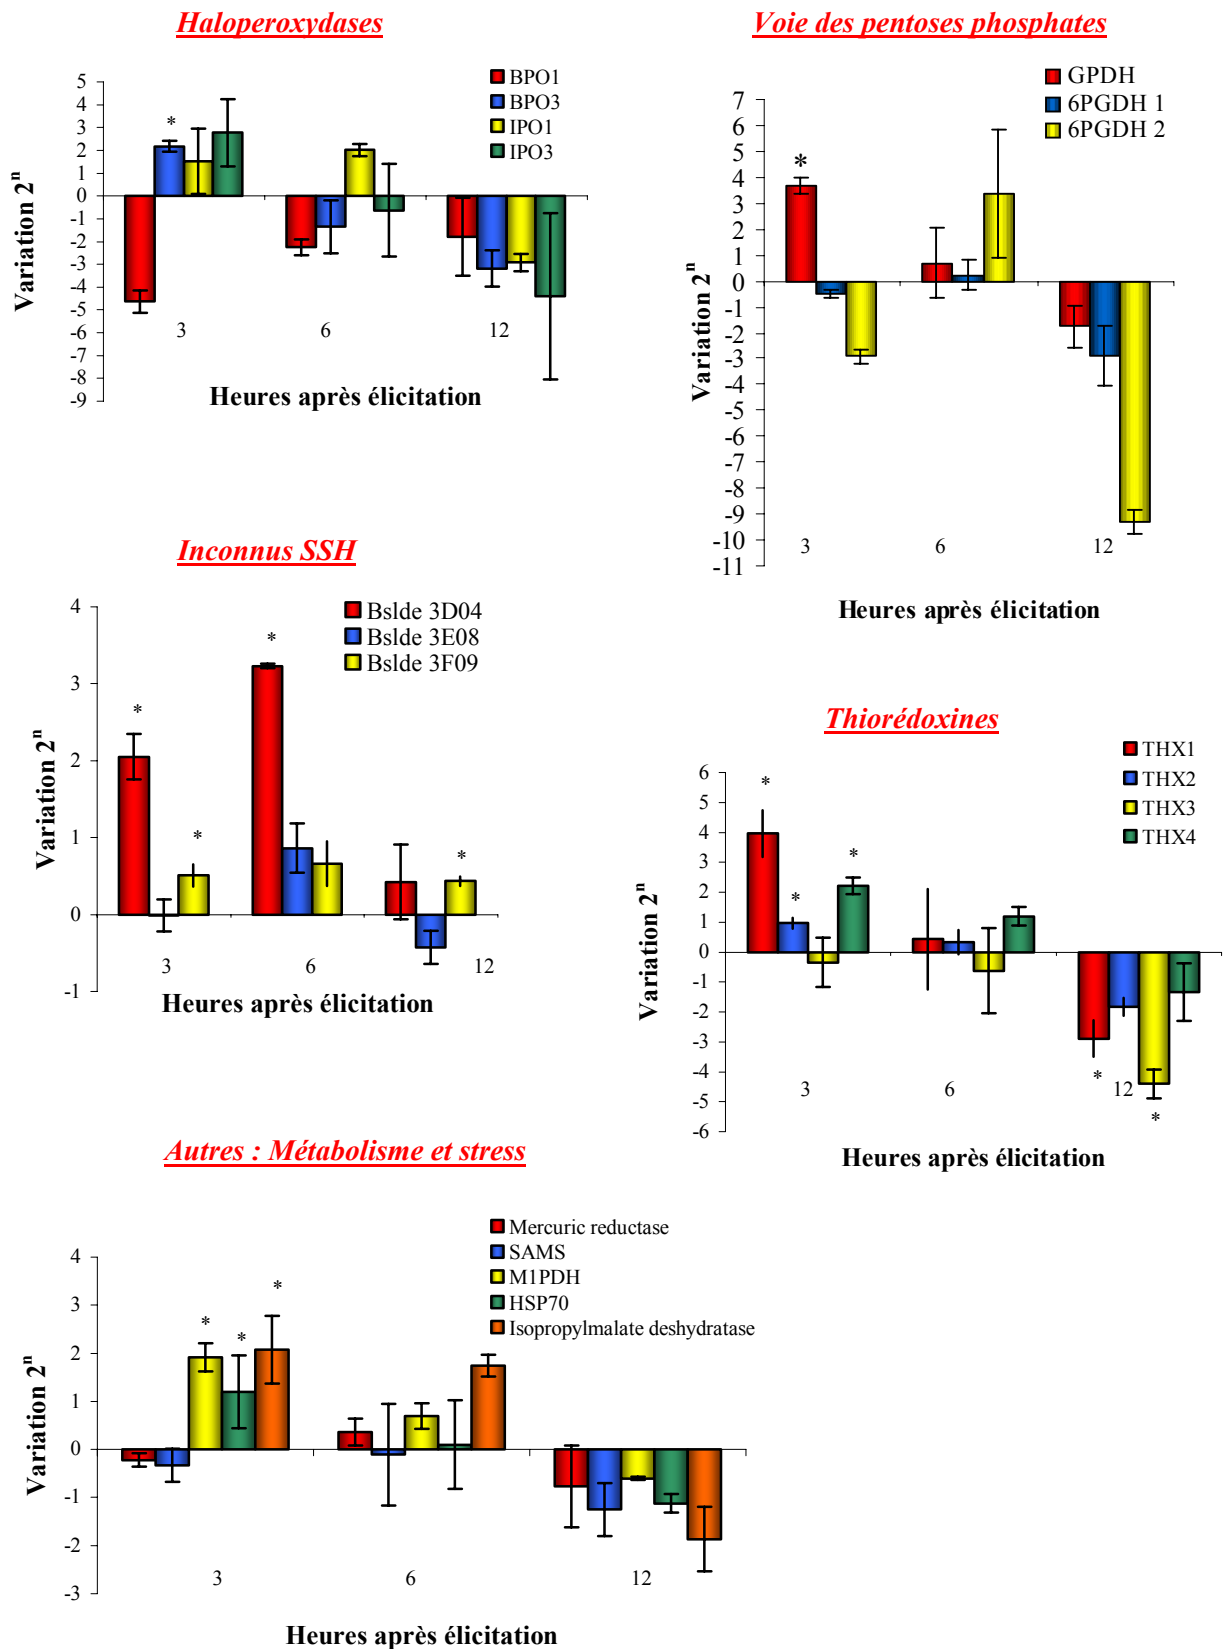 Haloperoxydases
BPO1
BPO3
IPO1
IPO3
5
4
3
2
1
0
-1
-2
-3
-4
-5
-6
-7
-8
-9
*
3
6
12
Variation 2ⁿ
Heures après élicitation
Voie des pentoses phosphates
GPDH
6PGDH 1
6PGDH 2
7
6
5
4
3
2
1
0
-1
-2
-3
-4
-5
-6
-7
-8
-9
-10
-11
*
3
6
12
Variation 2ⁿ
Heures après élicitation
Inconnus SSH
Bslde 3D04
Bslde 3E08
Bslde 3F09
4
3
2
1
0
-1
*
*
*
*
3
6
12
Variation 2ⁿ
Heures après élicitation
Thiorédoxines
THX1
THX2
THX3
THX4
6
5
4
3
2
1
0
-1
-2
-3
-4
-5
-6
*
*
*
*
*
3
6
12
Variation 2ⁿ
Heures après élicitation
Autres : Métabolisme et stress
Mercuric reductase
SAMS
M1PDH
HSP70
Isopropylmalate deshydratase
4
3
2
1
0
-1
-2
-3
*
*
*
3
6
12
Variation 2ⁿ
Heures après élicitation